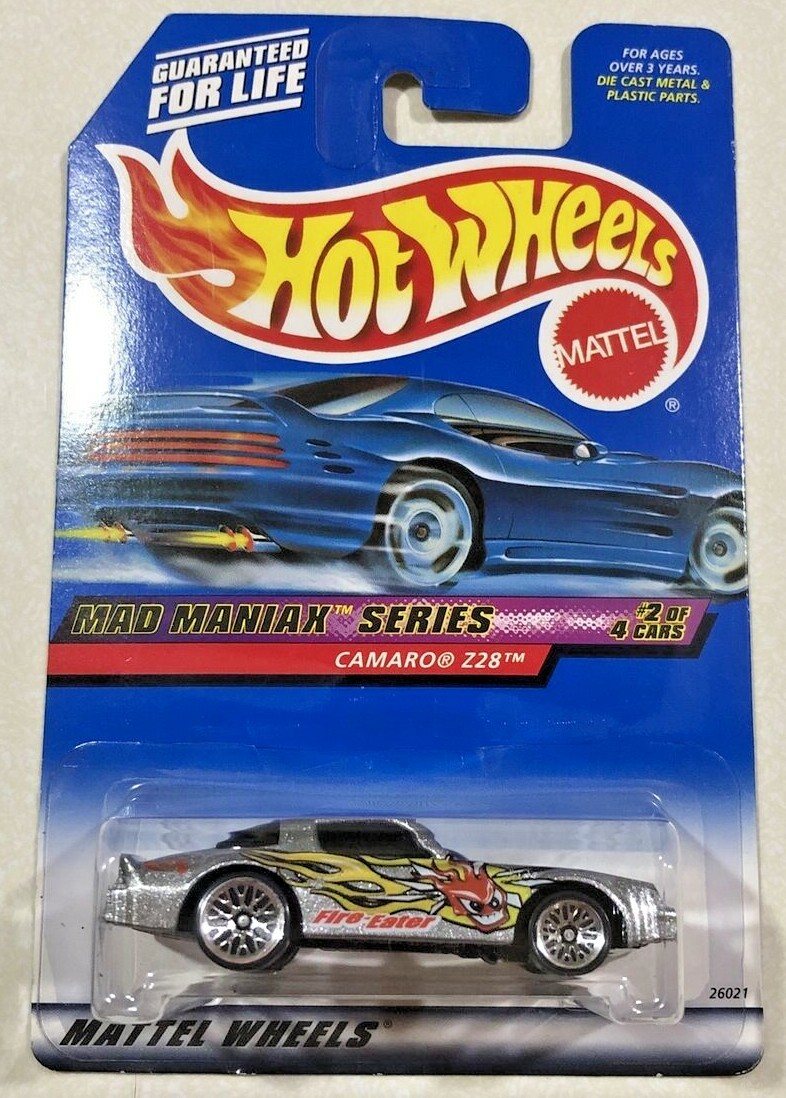 GUARANTEED
FOR LIFE
FOR AGES
OVER 3 YEARS.
DIE CAST METAL &
PLASTIC PARTS.
Hot Wheels
MATTEL
®
MAD MANIAX™ SERIES
#2 OF
4 CARS
CAMARO® Z28™
Fire-Eater
26021
MATTEL WHEELS®